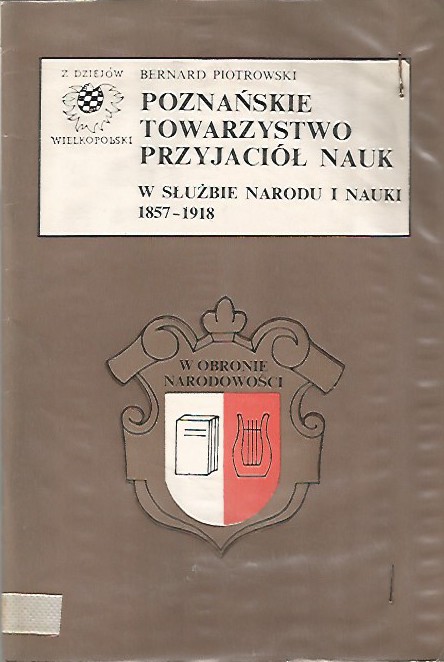 Z DZIEJÓW
WIELKOPOLSKI
BERNARD PIOTROWSKI
POZNAŃSKIE
TOWARZYSTWO
PRZYJACIÓŁ NAUK
W SŁUŻBIE NARODU I NAUKI
1857–1918
W OBRONIE
NARODOWOŚCI